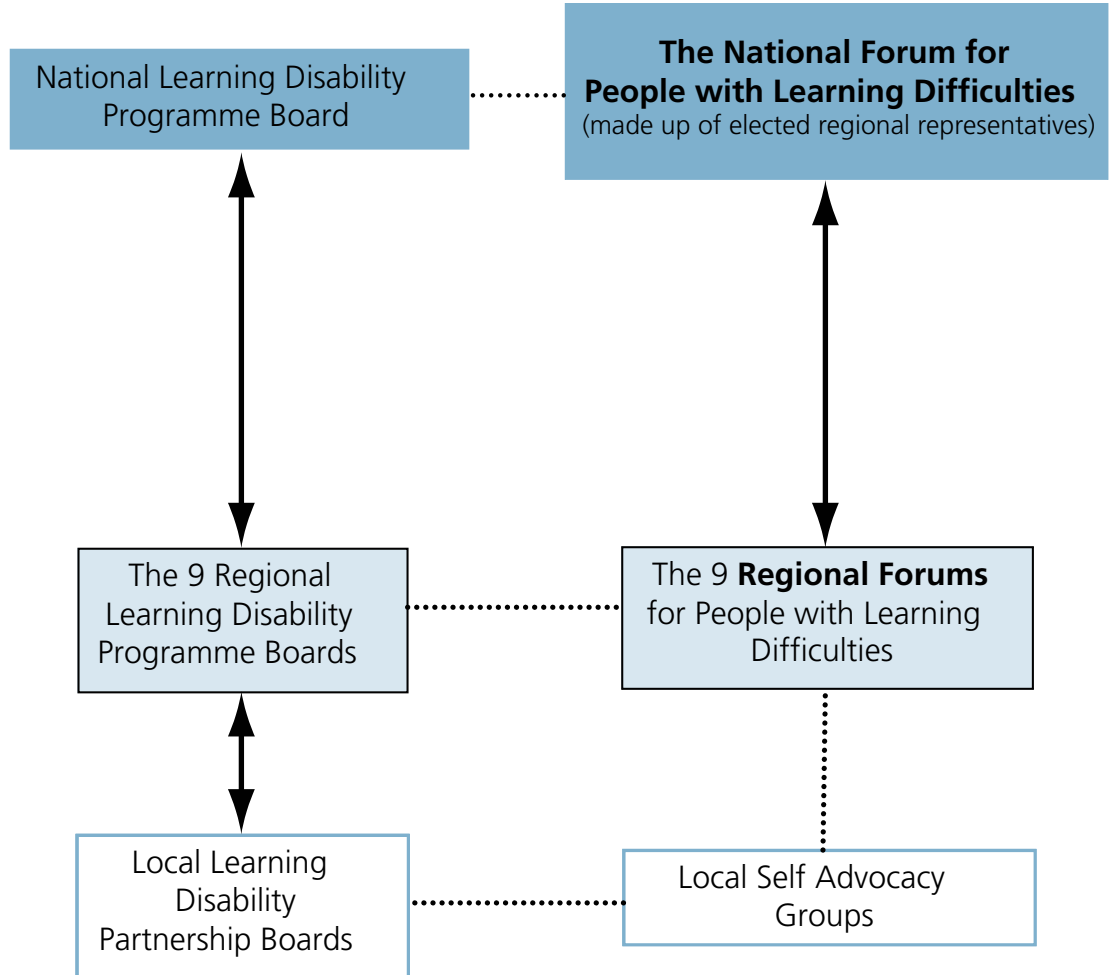 National Learning Disability
Programme Board
The National Forum for
People with Learning Difficulties
(made up of elected regional representatives)
The 9 Regional
Learning Disability
Programme Boards
The 9 Regional Forums
for People with Learning
Difficulties
Local Learning
Disability
Partnership Boards
Local Self Advocacy
Groups